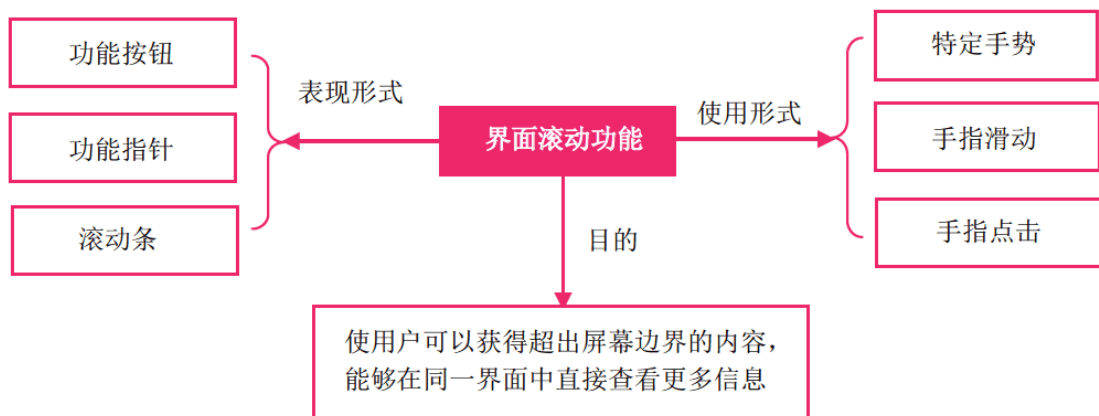 功能按钮
功能指针
滚动条
表现形式
界面滚动功能
使用形式
特定手势
手指滑动
手指点击
目的
使用户可以获得超出屏幕边界的内容，
能够在同一界面中直接查看更多信息